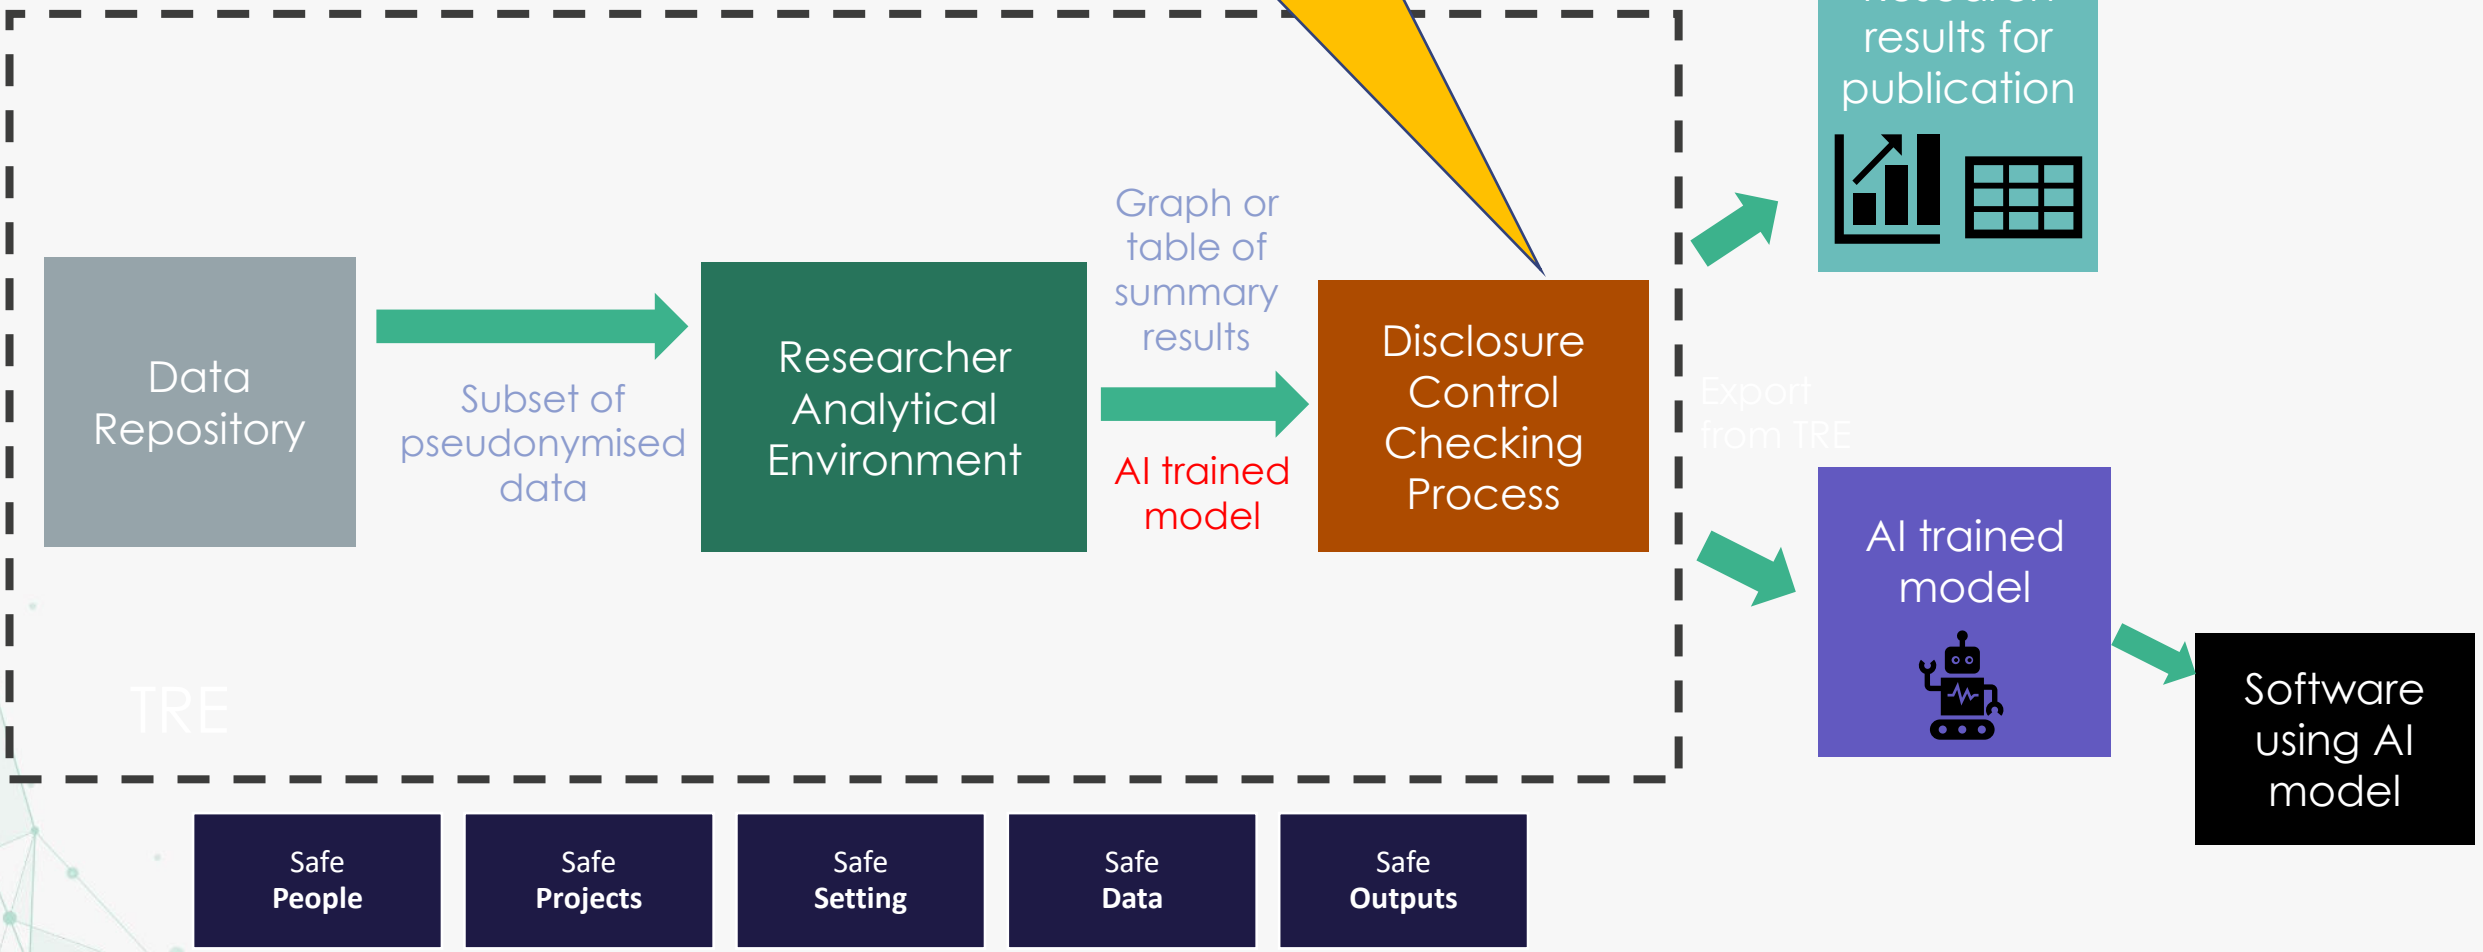 results for
publication
Graph or
table of
summary
results
Data
Repository
Subset of
pseudonymised
data
Researcher
Analytical
Environment
AI trained
model
Disclosure
Control
Checking
Process
Export
from TRE
AI trained
model
Software
using AI
model
TRE
Safe
People
Safe
Projects
Safe
Setting
Safe
Data
Safe
Outputs